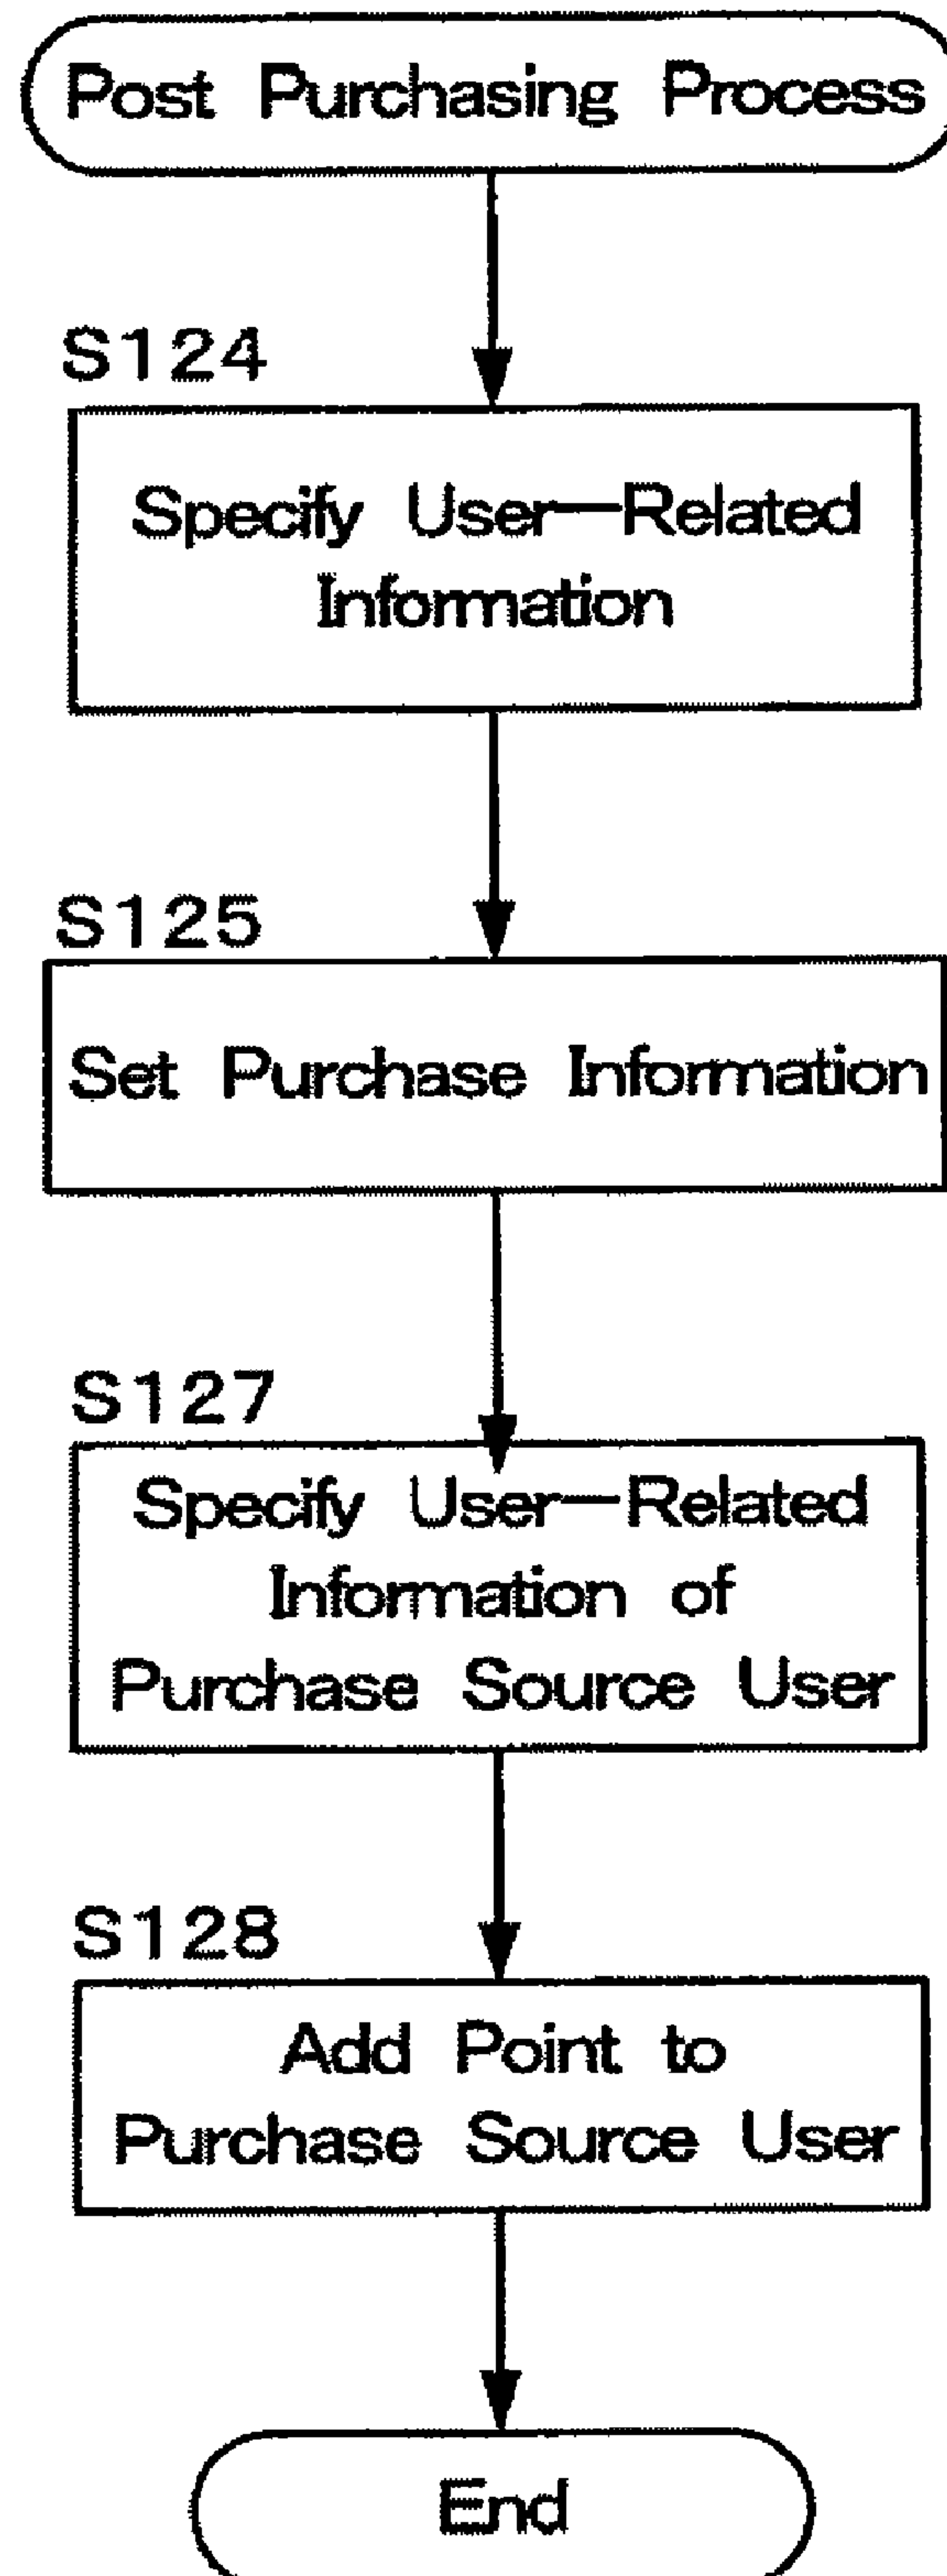 Post Purchasing Process
S124
Specify User-Related
Information
S125
Set Purchase Information
S127
Specify User-Related
Information of
Purchase Source User
S128
Add Point to
Purchase Source User
End